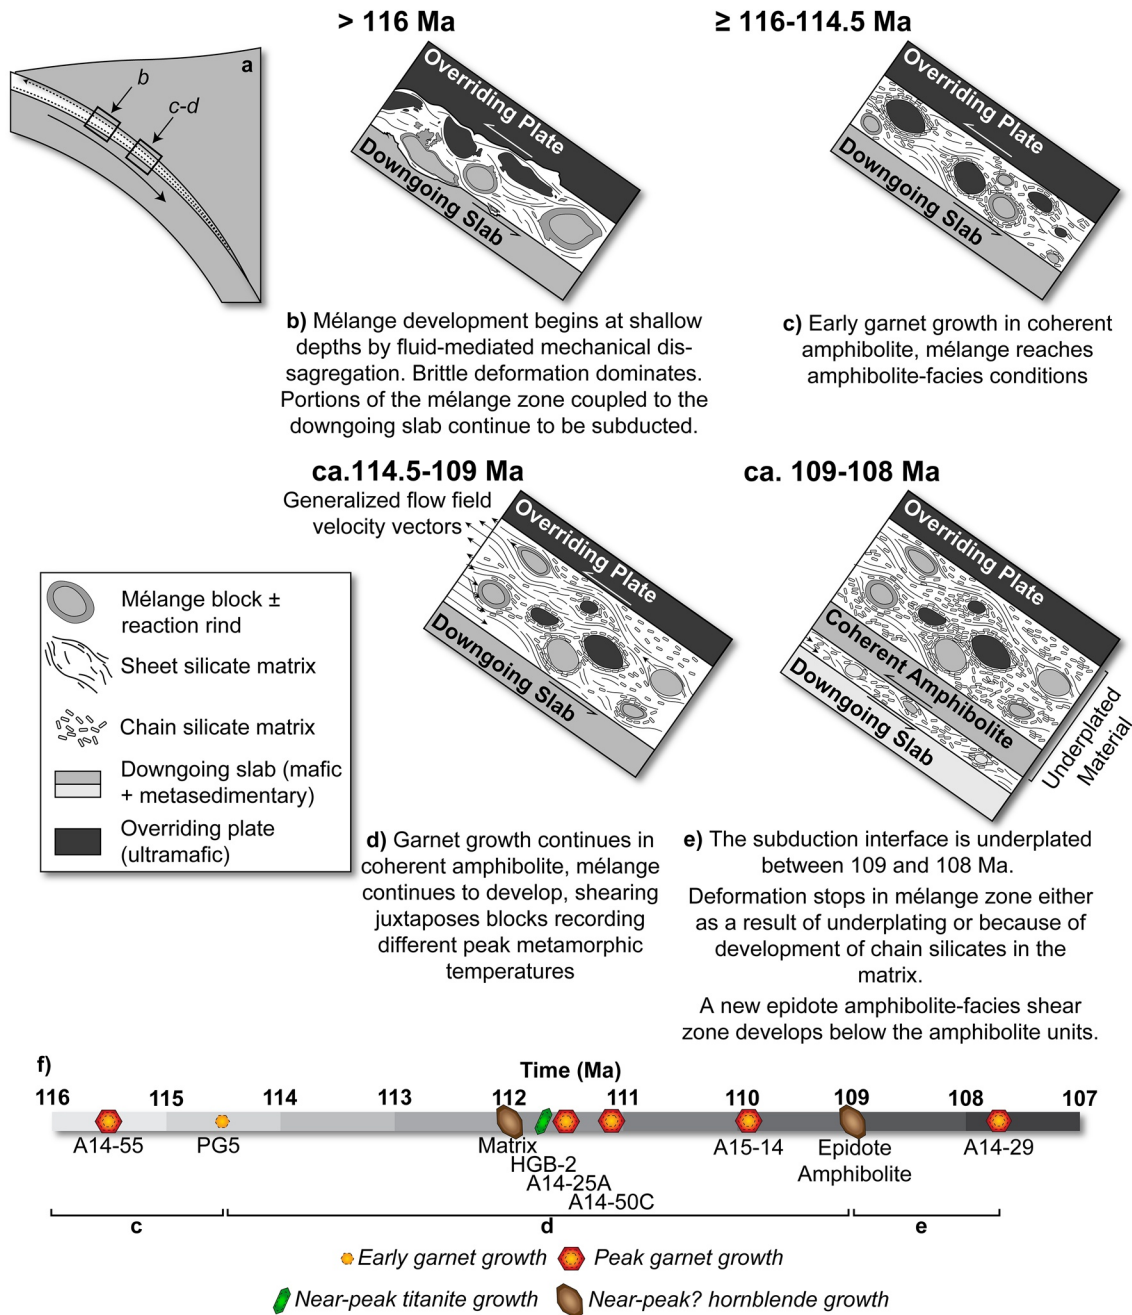 > 116 Ma
≥ 116-114.5 Ma
a
b
c-d
Overriding Plate
Downgoing Slab
Overriding Plate
Downgoing Slab
b) Mélange development begins at shallow
depths by fluid-mediated mechanical dis-
sagregation. Brittle deformation dominates.
Portions of the mélange zone coupled to the
downgoing slab continue to be subducted.
c) Early garnet growth in coherent
amphibolite, mélange reaches
amphibolite-facies conditions
ca.114.5-109 Ma
Generalized flow field
velocity vectors
Overriding Plate
Downgoing Slab
ca. 109-108 Ma
Overriding Plate
Coherent Amphibolite
Downgoing Slab
Underplated
Material
Mélange block ±
reaction rind
Sheet silicate matrix
Chain silicate matrix
Downgoing slab (mafic
+ metasedimentary)
Overriding plate
(ultramafic)
d) Garnet growth continues in
coherent amphibolite, mélange
continues to develop, shearing
juxtaposes blocks recording
different peak metamorphic
temperatures
e) The subduction interface is underplated
between 109 and 108 Ma.
Deformation stops in mélange zone either
as a result of underplating or because of
development of chain silicates in the
matrix.
A new epidote amphibolite-facies shear
zone develops below the amphibolite units.
f)
Time (Ma)
116 115 114 113 112 111 110 109 108 107
A14-55 PG5 Matrix A15-14 Epidote A14-29
HGB-2 Amphibolite
A14-25A
A14-50C
c d e
Early garnet growth Peak garnet growth
Near-peak titanite growth Near-peak? hornblende growth